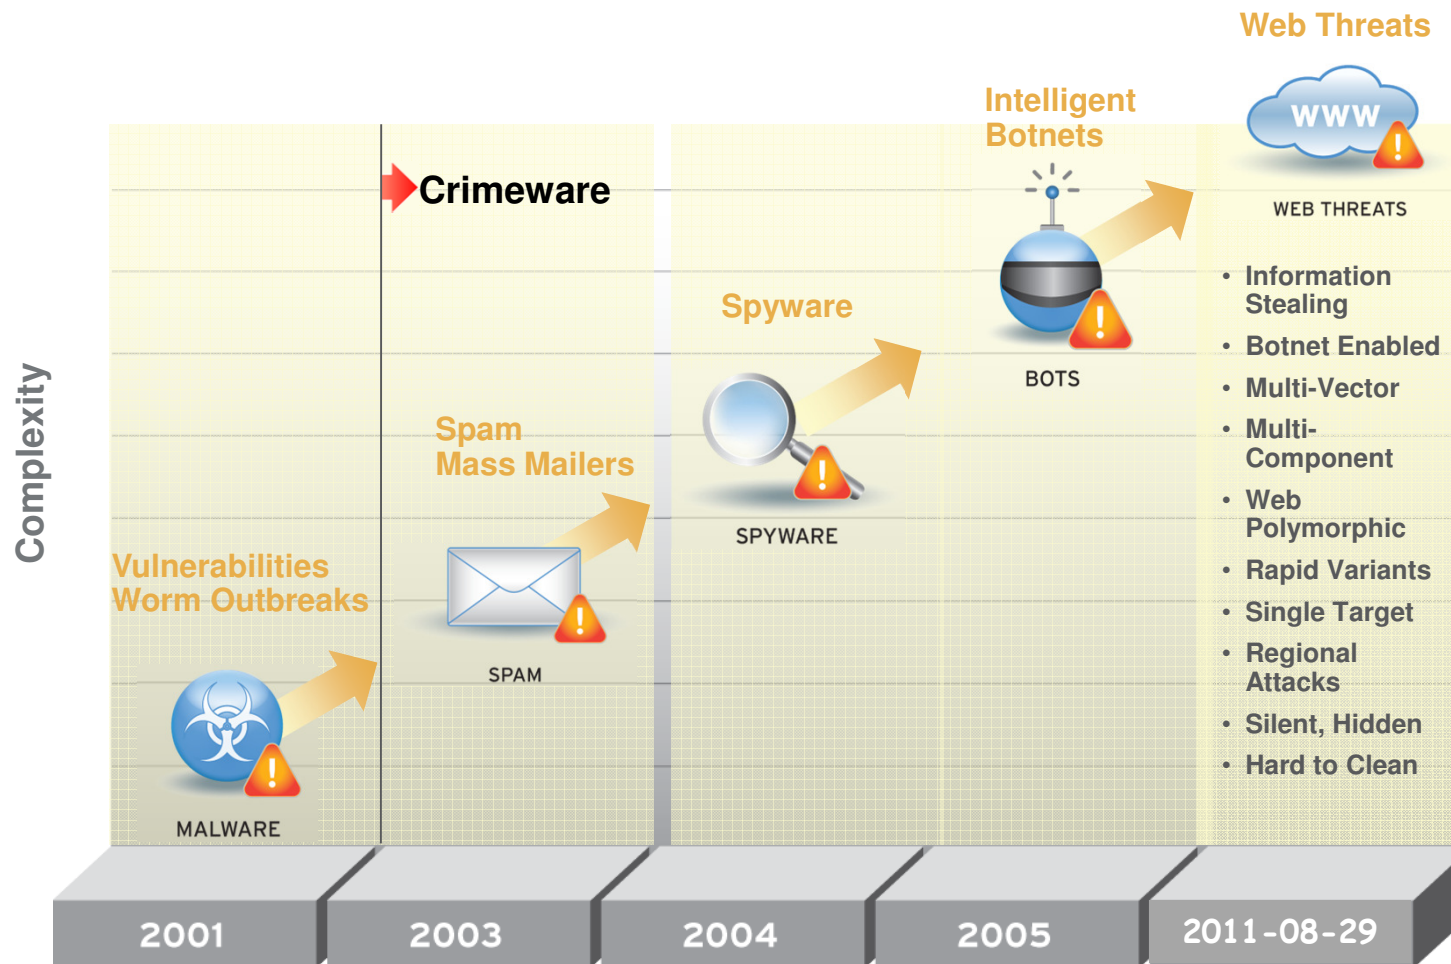 Web Threats
WWW
WEB THREATS
Intelligent
Botnets
BOTS
Crimeware
Spyware
SPYWARE
Spam
Mass Mailers
SPAM
Vulnerabilities
Worm Outbreaks
MALWARE
Complexity
• Information
Stealing
• Botnet Enabled
• Multi-Vector
• Multi-
Component
• Web
Polymorphic
• Rapid Variants
• Single Target
• Regional
Attacks
• Silent, Hidden
• Hard to Clean
2001
2003
2004
2005
2011-08-29